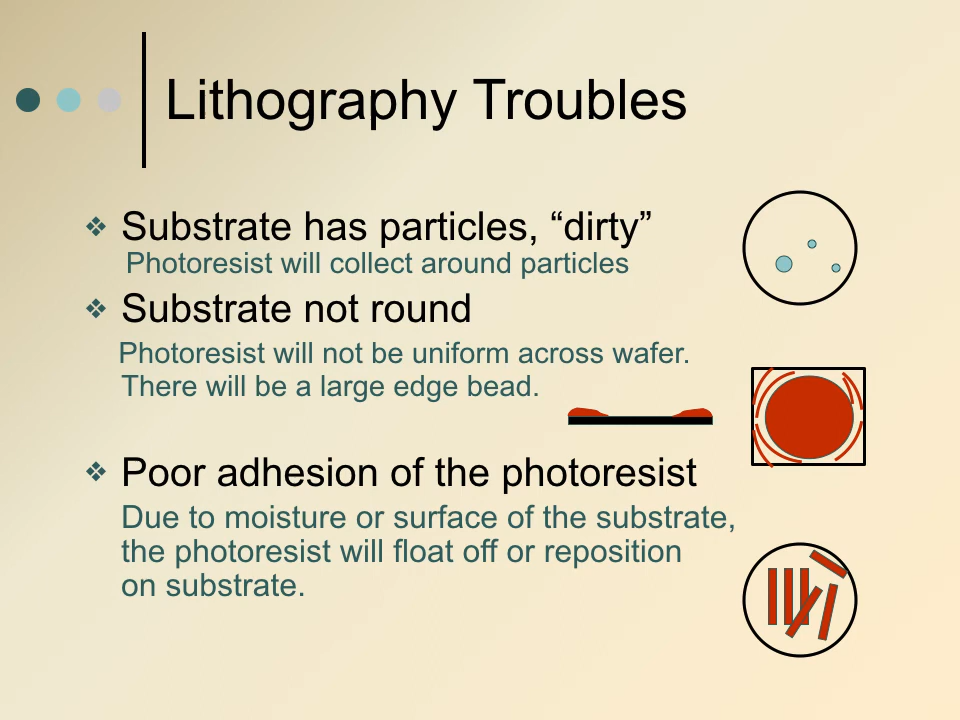 Lithography Troubles
Substrate has particles, “dirty”
Photoresist will collect around particles
Substrate not round
Photoresist will not be uniform across wafer.
There will be a large edge bead.
Poor adhesion of the photoresist
Due to moisture or surface of the substrate,
the photoresist will float off or reposition
on substrate.